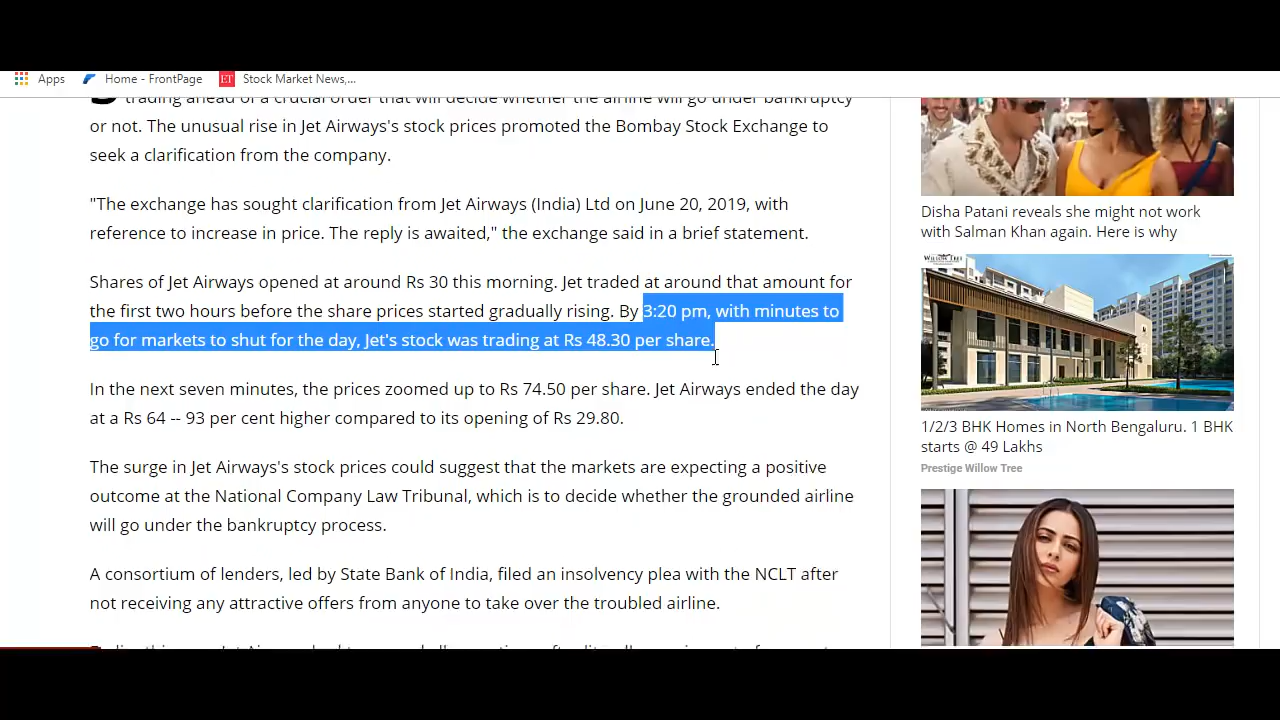 Apps Home - FrontPage ET Stock Market News,...
trading ahead of a crucial order that will decide whether the airline will go under bankruptcy
or not. The unusual rise in Jet Airways's stock prices promoted the Bombay Stock Exchange to
seek a clarification from the company.
"The exchange has sought clarification from Jet Airways (India) Ltd on June 20, 2019, with
reference to increase in price. The reply is awaited," the exchange said in a brief statement.
Shares of Jet Airways opened at around Rs 30 this morning. Jet traded at around that amount for
the first two hours before the share prices started gradually rising. By 3:20 pm, with minutes to
go for markets to shut for the day, Jet's stock was trading at Rs 48.30 per share.
In the next seven minutes, the prices zoomed up to Rs 74.50 per share. Jet Airways ended the day
at a Rs 64 -- 93 per cent higher compared to its opening of Rs 29.80.
The surge in Jet Airways's stock prices could suggest that the markets are expecting a positive
outcome at the National Company Law Tribunal, which is to decide whether the grounded airline
will go under the bankruptcy process.
A consortium of lenders, led by State Bank of India, filed an insolvency plea with the NCLT after
not receiving any attractive offers from anyone to take over the troubled airline.
Disha Patani reveals she might not work
with Salman Khan again. Here is why
WILLOW TREE
1/2/3 BHK Homes in North Bengaluru. 1 BHK
starts @ 49 Lakhs
Prestige Willow Tree